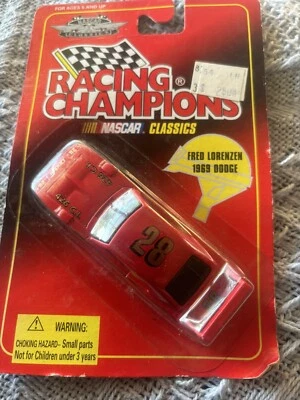 FOR AGES 8 AND UP
RACING
CHAMPIONS®
NASCAR CLASSICS
FRED LORENZEN
1969 DODGE
28
WARNING:
CHOKING HAZARD- Small parts
Not for Children under 3 years